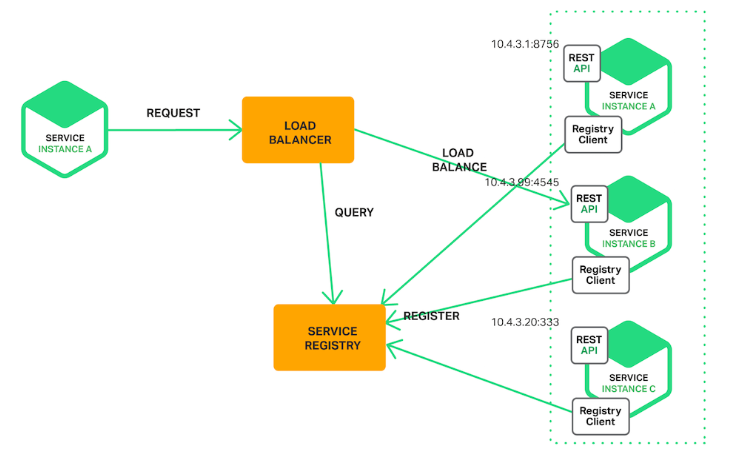 SERVICE
INSTANCE A
REQUEST
LOAD
BALANCER
LOAD
BALANCE
QUERY
SERVICE
REGISTRY
REGISTER
10.4.3.1:8756
REST
API
SERVICE
INSTANCE A
Registry
Client
10.4.3.99:4545
REST
API
SERVICE
INSTANCE B
Registry
Client
10.4.3.20:333
REST
API
SERVICE
INSTANCE C
Registry
Client